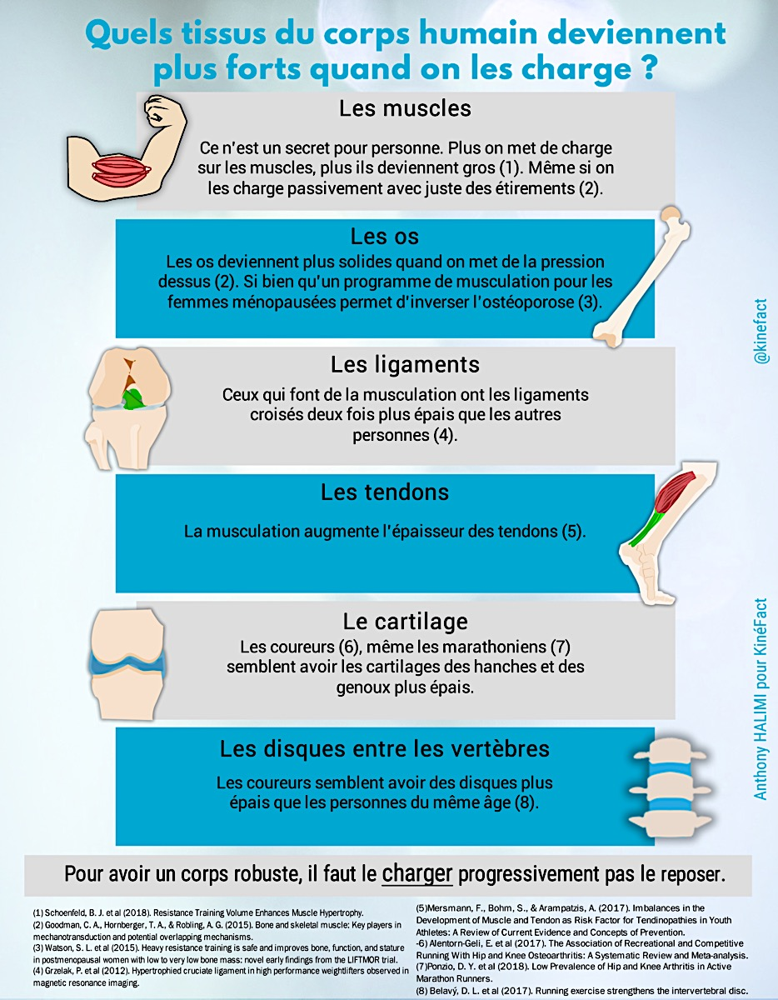 Quels tissus du corps humain deviennent
plus forts quand on les charge ?
Les muscles
Ce n'est un secret pour personne. Plus on met de charge
sur les muscles, plus ils deviennent gros (1). Même si on
les charge passivement avec juste des étirements (2).
Les os
Les os deviennent plus solides quand on met de la pression
dessus (2). Si bien qu'un programme de musculation pour les
femmes ménopausées permet d'inverser l'ostéoporose (3).
Les ligaments
Ceux qui font de la musculation ont les ligaments
croisés deux fois plus épais que les autres
personnes (4).
Les tendons
La musculation augmente l'épaisseur des tendons (5).
Le cartilage
Les coureurs (6), même les marathoniens (7)
semblent avoir les cartilages des hanches et des
genoux plus épais.
Les disques entre les vertèbres
Les coureurs semblent avoir des disques plus
épais que les personnes du même âge (8).
Pour avoir un corps robuste, il faut le charger progressivement pas le reposer.
(1) Schoenfeld, B. J. et al (2018). Resistance Training Volume Enhances Muscle Hypertrophy.
(2) Goodman, C. A., Hornberger, T. A., & Robling, A. G. (2015). Bone and skeletal muscle: Key players in
mechanotransduction and potential overlapping mechanisms.
(3) Watson, S. L. et al (2015). Heavy resistance training is safe and improves bone, function, and stature
in postmenopausal women with low to very low bone mass: novel early findings from the LIFTMOR trial.
(4) Grzelak, P. et al (2012). Hypertrophied cruciate ligament in high performance weightlifters observed in
magnetic resonance imaging.
(5)Mersmann, F., Bohm, S., & Arampatzis, A. (2017). Imbalances in the
Development of Muscle and Tendon as Risk Factor for Tendinopathies in Youth
Athletes: A Review of Current Evidence and Concepts of Prevention.
-6) Alentorn-Geli, E. et al (2017). The Association of Recreational and Competitive
Running With Hip and Knee Osteoarthritis: A Systematic Review and Meta-analysis.
(7)Ponzio, D. Y. et al (2018). Low Prevalence of Hip and Knee Arthritis in Active
Marathon Runners.
(8) Belavý, D. L. et al (2017). Running exercise strengthens the intervertebral disc.
@kinefact
Anthony HALIMI pour KinéFact